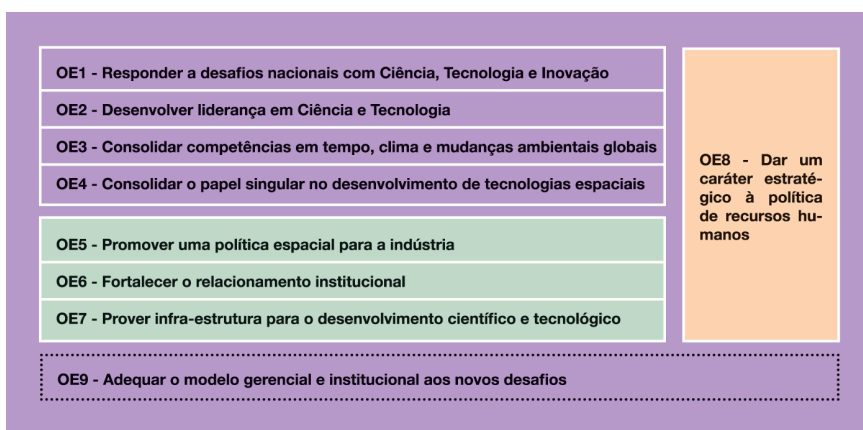 OE1 - Responder a desafios nacionais com Ciência, Tecnologia e Inovação
OE2 - Desenvolver liderança em Ciência e Tecnologia
OE3 - Consolidar competências em tempo, clima e mudanças ambientais globais
OE4 - Consolidar o papel singular no desenvolvimento de tecnologias espaciais
OE5 - Promover uma política espacial para a indústria
OE6 - Fortalecer o relacionamento institucional
OE7 - Prover infra-estrutura para o desenvolvimento científico e tecnológico
OE8 - Dar um
caráter estraté-
gico à política
de recursos hu-
manos
OE9 - Adequar o modelo gerencial e institucional aos novos desafios